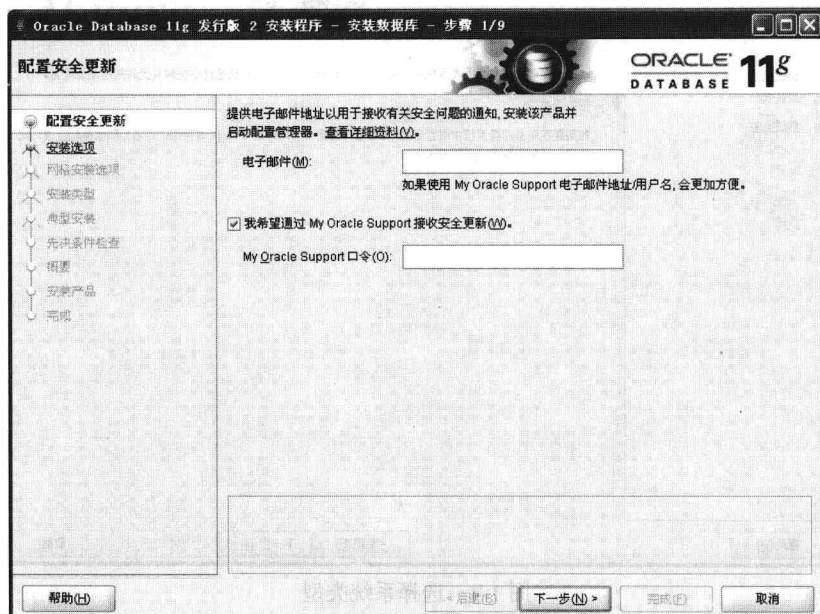 Oracle Database 11g 发行版 2 安装程序 - 安装数据库 - 步骤 1/9
配置安全更新
ORACLE
DATABASE
11g
配置安全更新
安装选项
网格安装选项
安装类型
典型安装
先决条件检查
概要
安装产品
完成
提供电子邮件地址以用于接收有关安全问题的通知,安装该产品并
启动配置管理器。查看详细资料(V)。
电子邮件(M):
如果使用 My Oracle Support 电子邮件地址/用户名,会更加方便。
我希望通过 My Oracle Support 接收安全更新(W)。
My Oracle Support 口令(O):
帮助(H)
< 后退(B)
下一步(N) >
完成(F)
取消